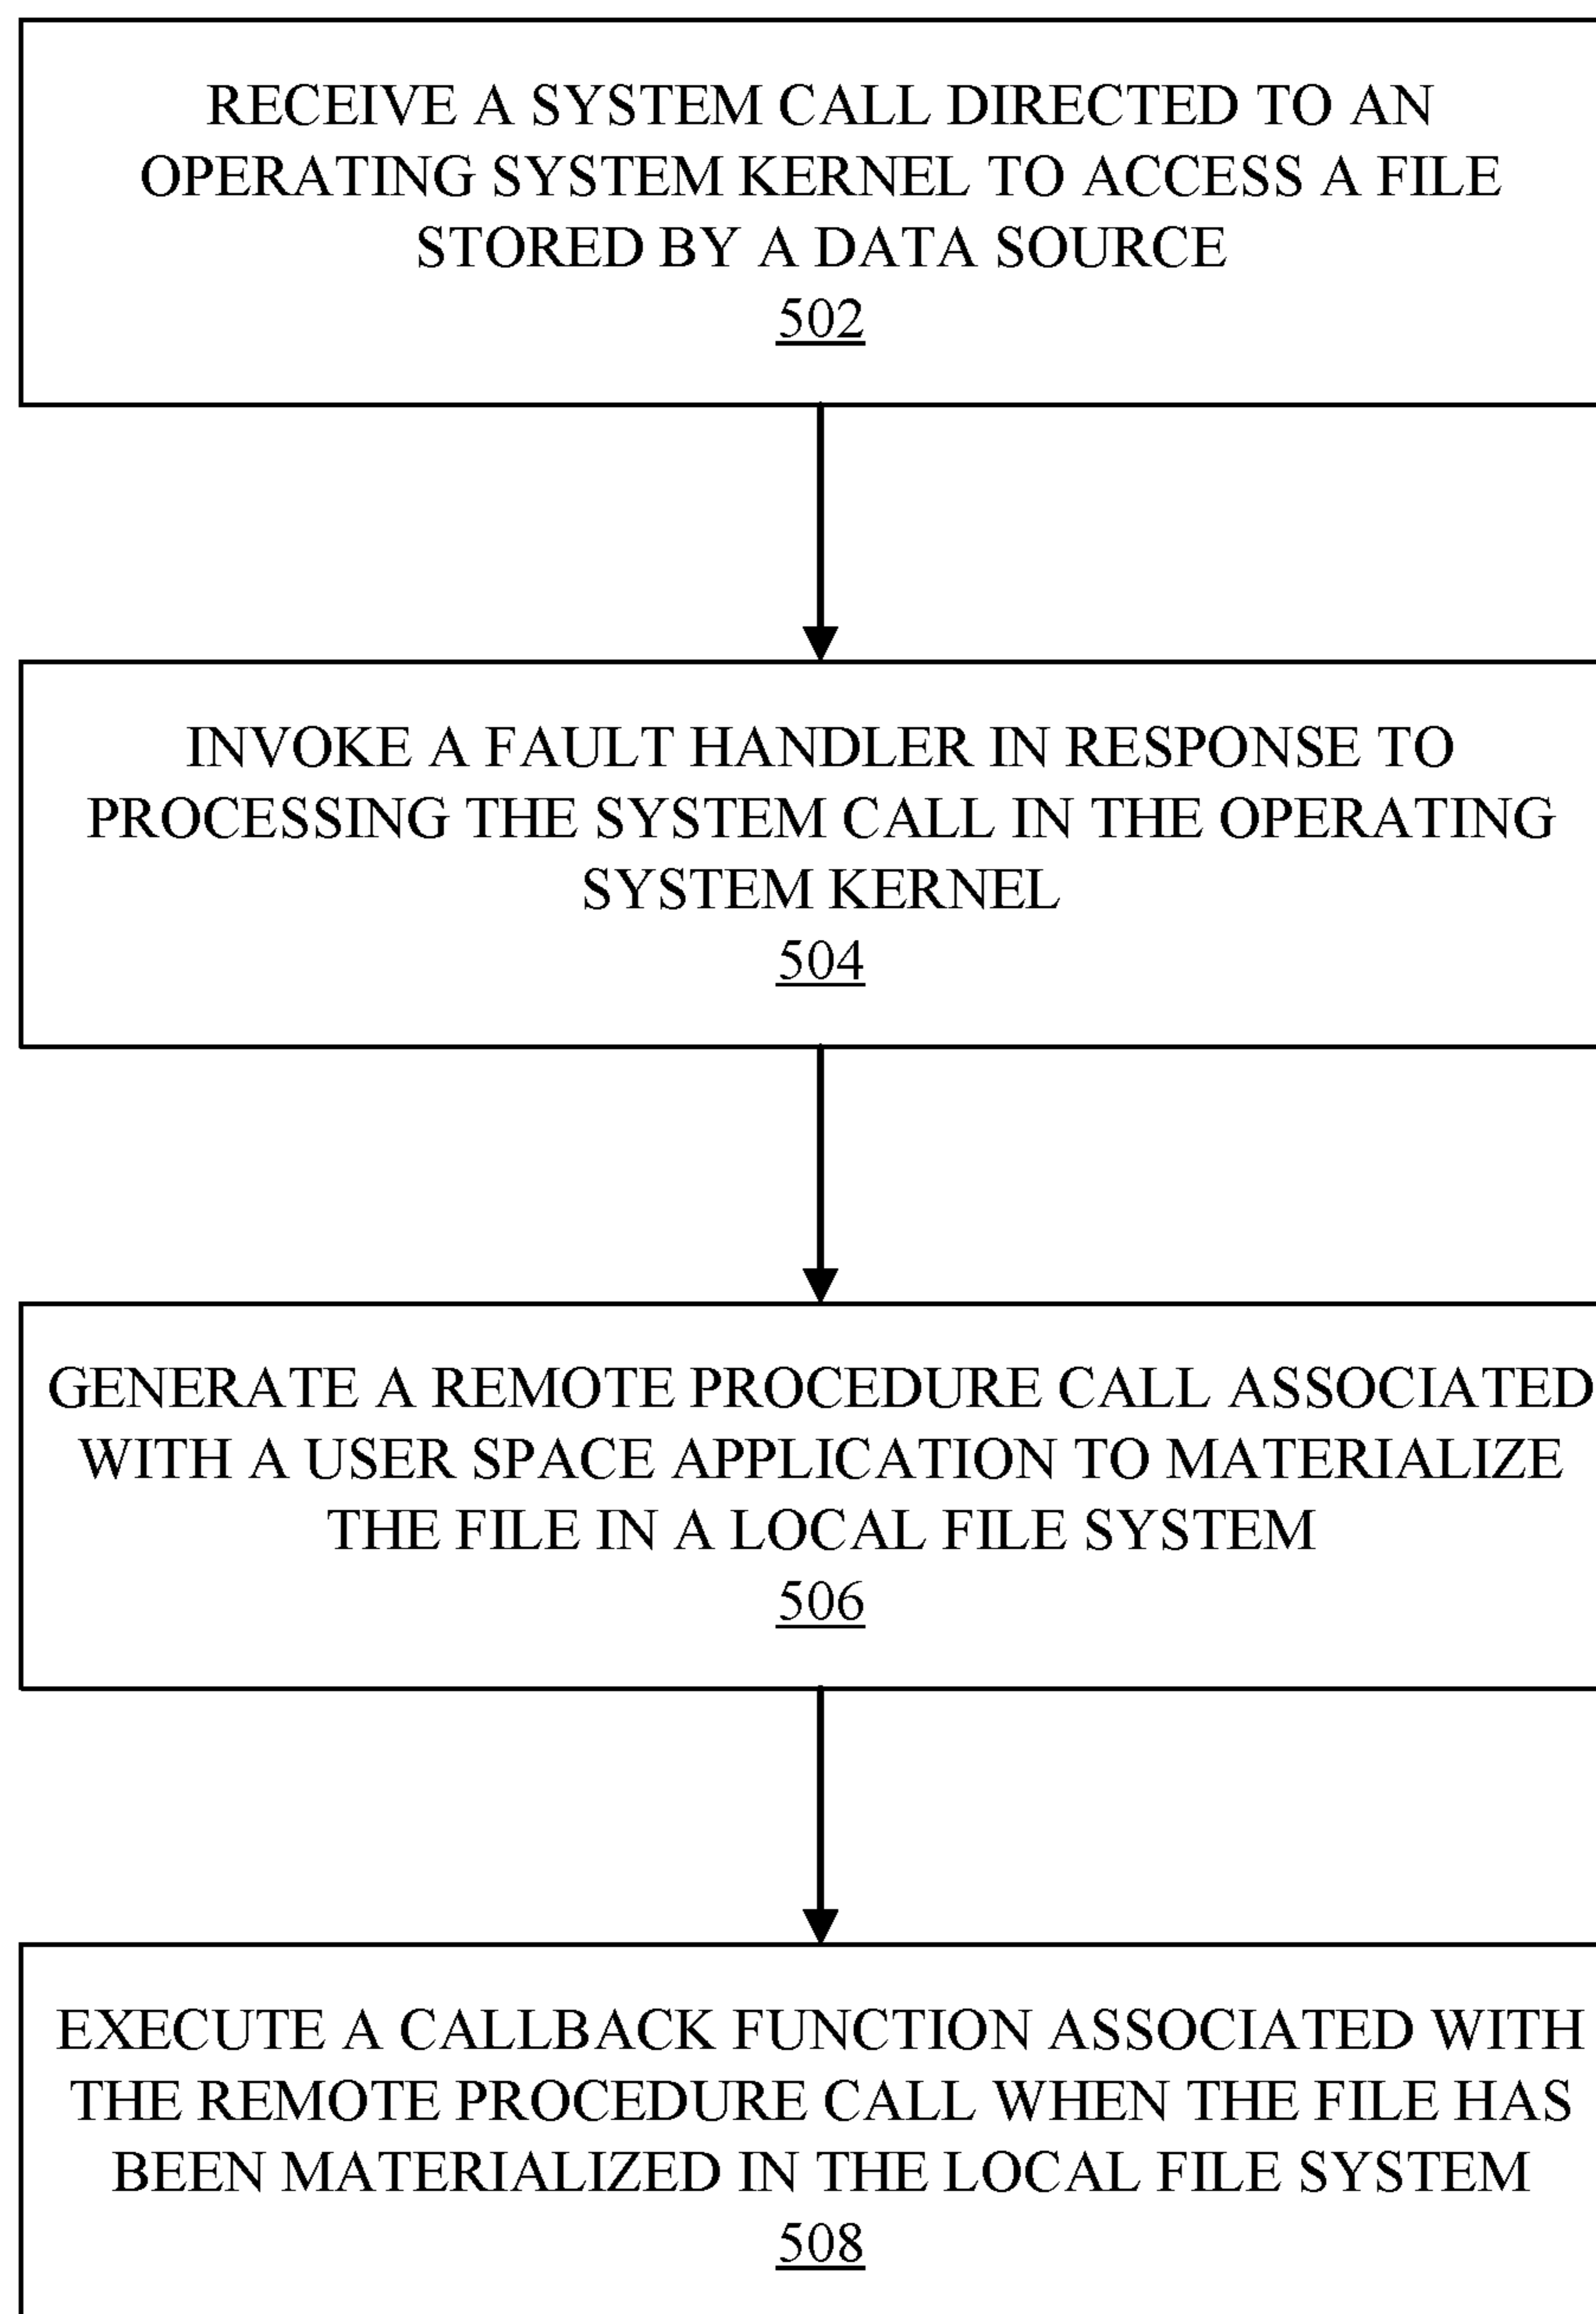 RECEIVE A SYSTEM CALL DIRECTED TO AN
OPERATING SYSTEM KERNEL TO ACCESS A FILE
STORED BY A DATA SOURCE
502
INVOKE A FAULT HANDLER IN RESPONSE TO
PROCESSING THE SYSTEM CALL IN THE OPERATING
SYSTEM KERNEL
504
GENERATE A REMOTE PROCEDURE CALL ASSOCIATED
WITH A USER SPACE APPLICATION TO MATERIALIZE
THE FILE IN A LOCAL FILE SYSTEM
506
EXECUTE A CALLBACK FUNCTION ASSOCIATED WITH
THE REMOTE PROCEDURE CALL WHEN THE FILE HAS
BEEN MATERIALIZED IN THE LOCAL FILE SYSTEM
508